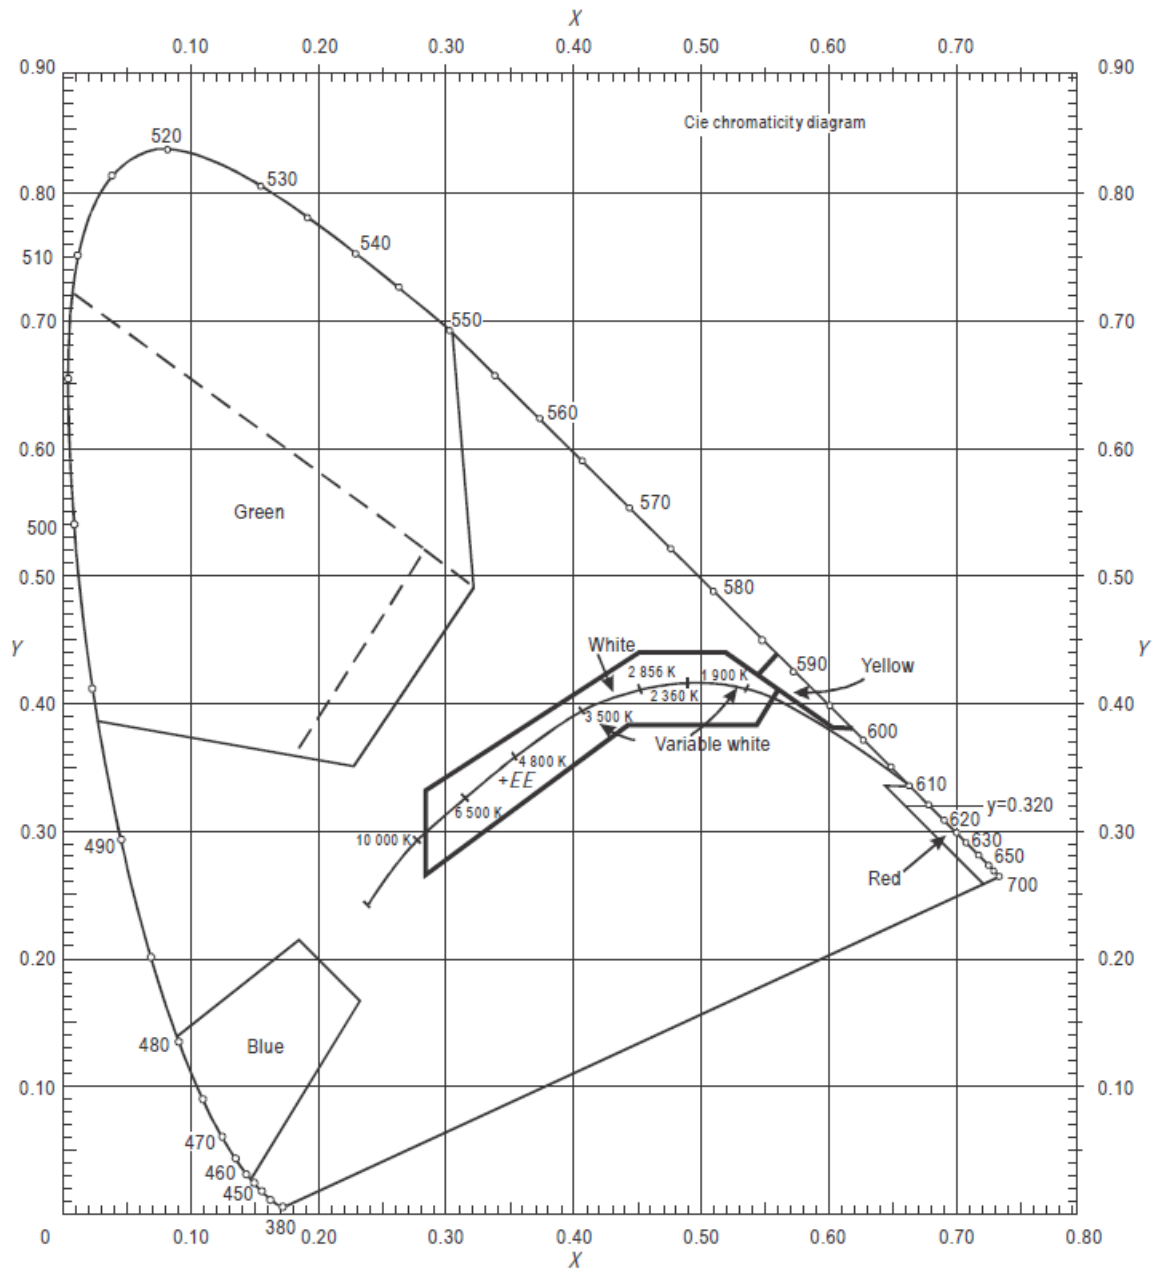 X
0.10 0.20 0.30 0.40 0.50 0.60 0.70
0.90 0.90
Cie chromaticity diagram
520
530
0.80 0.80
540
510
0.70 550 0.70
560
0.60 0.60
570
Green
500
0.50 580 0.50
Y White Y
590 Yellow
2 856 K 1 900 K
2 360 K
0.40 0.40
3 500 K
600
Variable white
4 800 K
+EE 610
y=0.320
6 500 K
620
0.30 10 000 K 630 0.30
490
650
Red 700
0.20 0.20
480 Blue
0.10 0.10
470
460
450
380
0 0.10 0.20 0.30 0.40 0.50 0.60 0.70 0.80
X